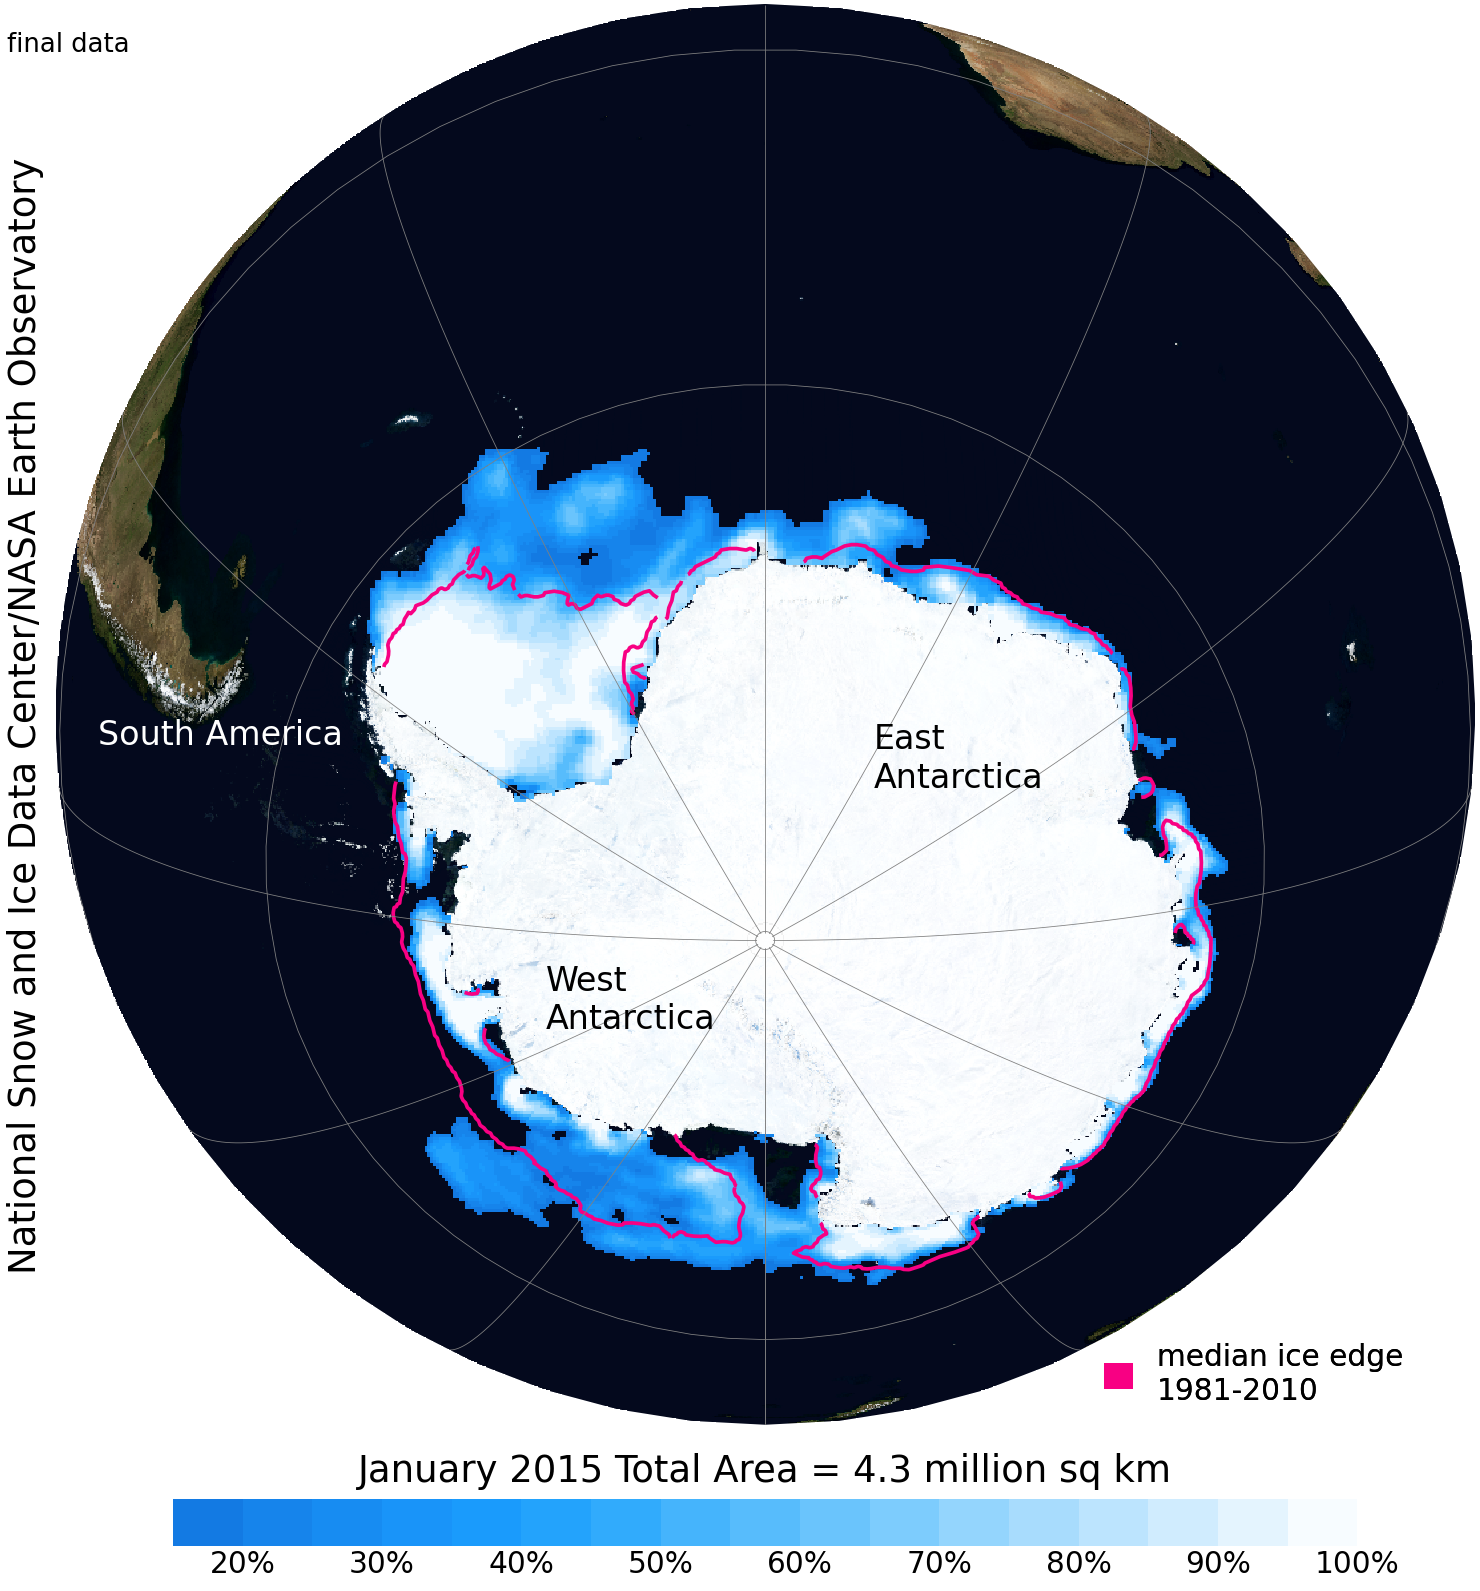 final data
National Snow and Ice Data Center/NASA Earth Observatory
South America
East
Antarctica
West
Antarctica
median ice edge
1981-2010
January 2015 Total Area = 4.3 million sq km
20% 30% 40% 50% 60% 70% 80% 90% 100%